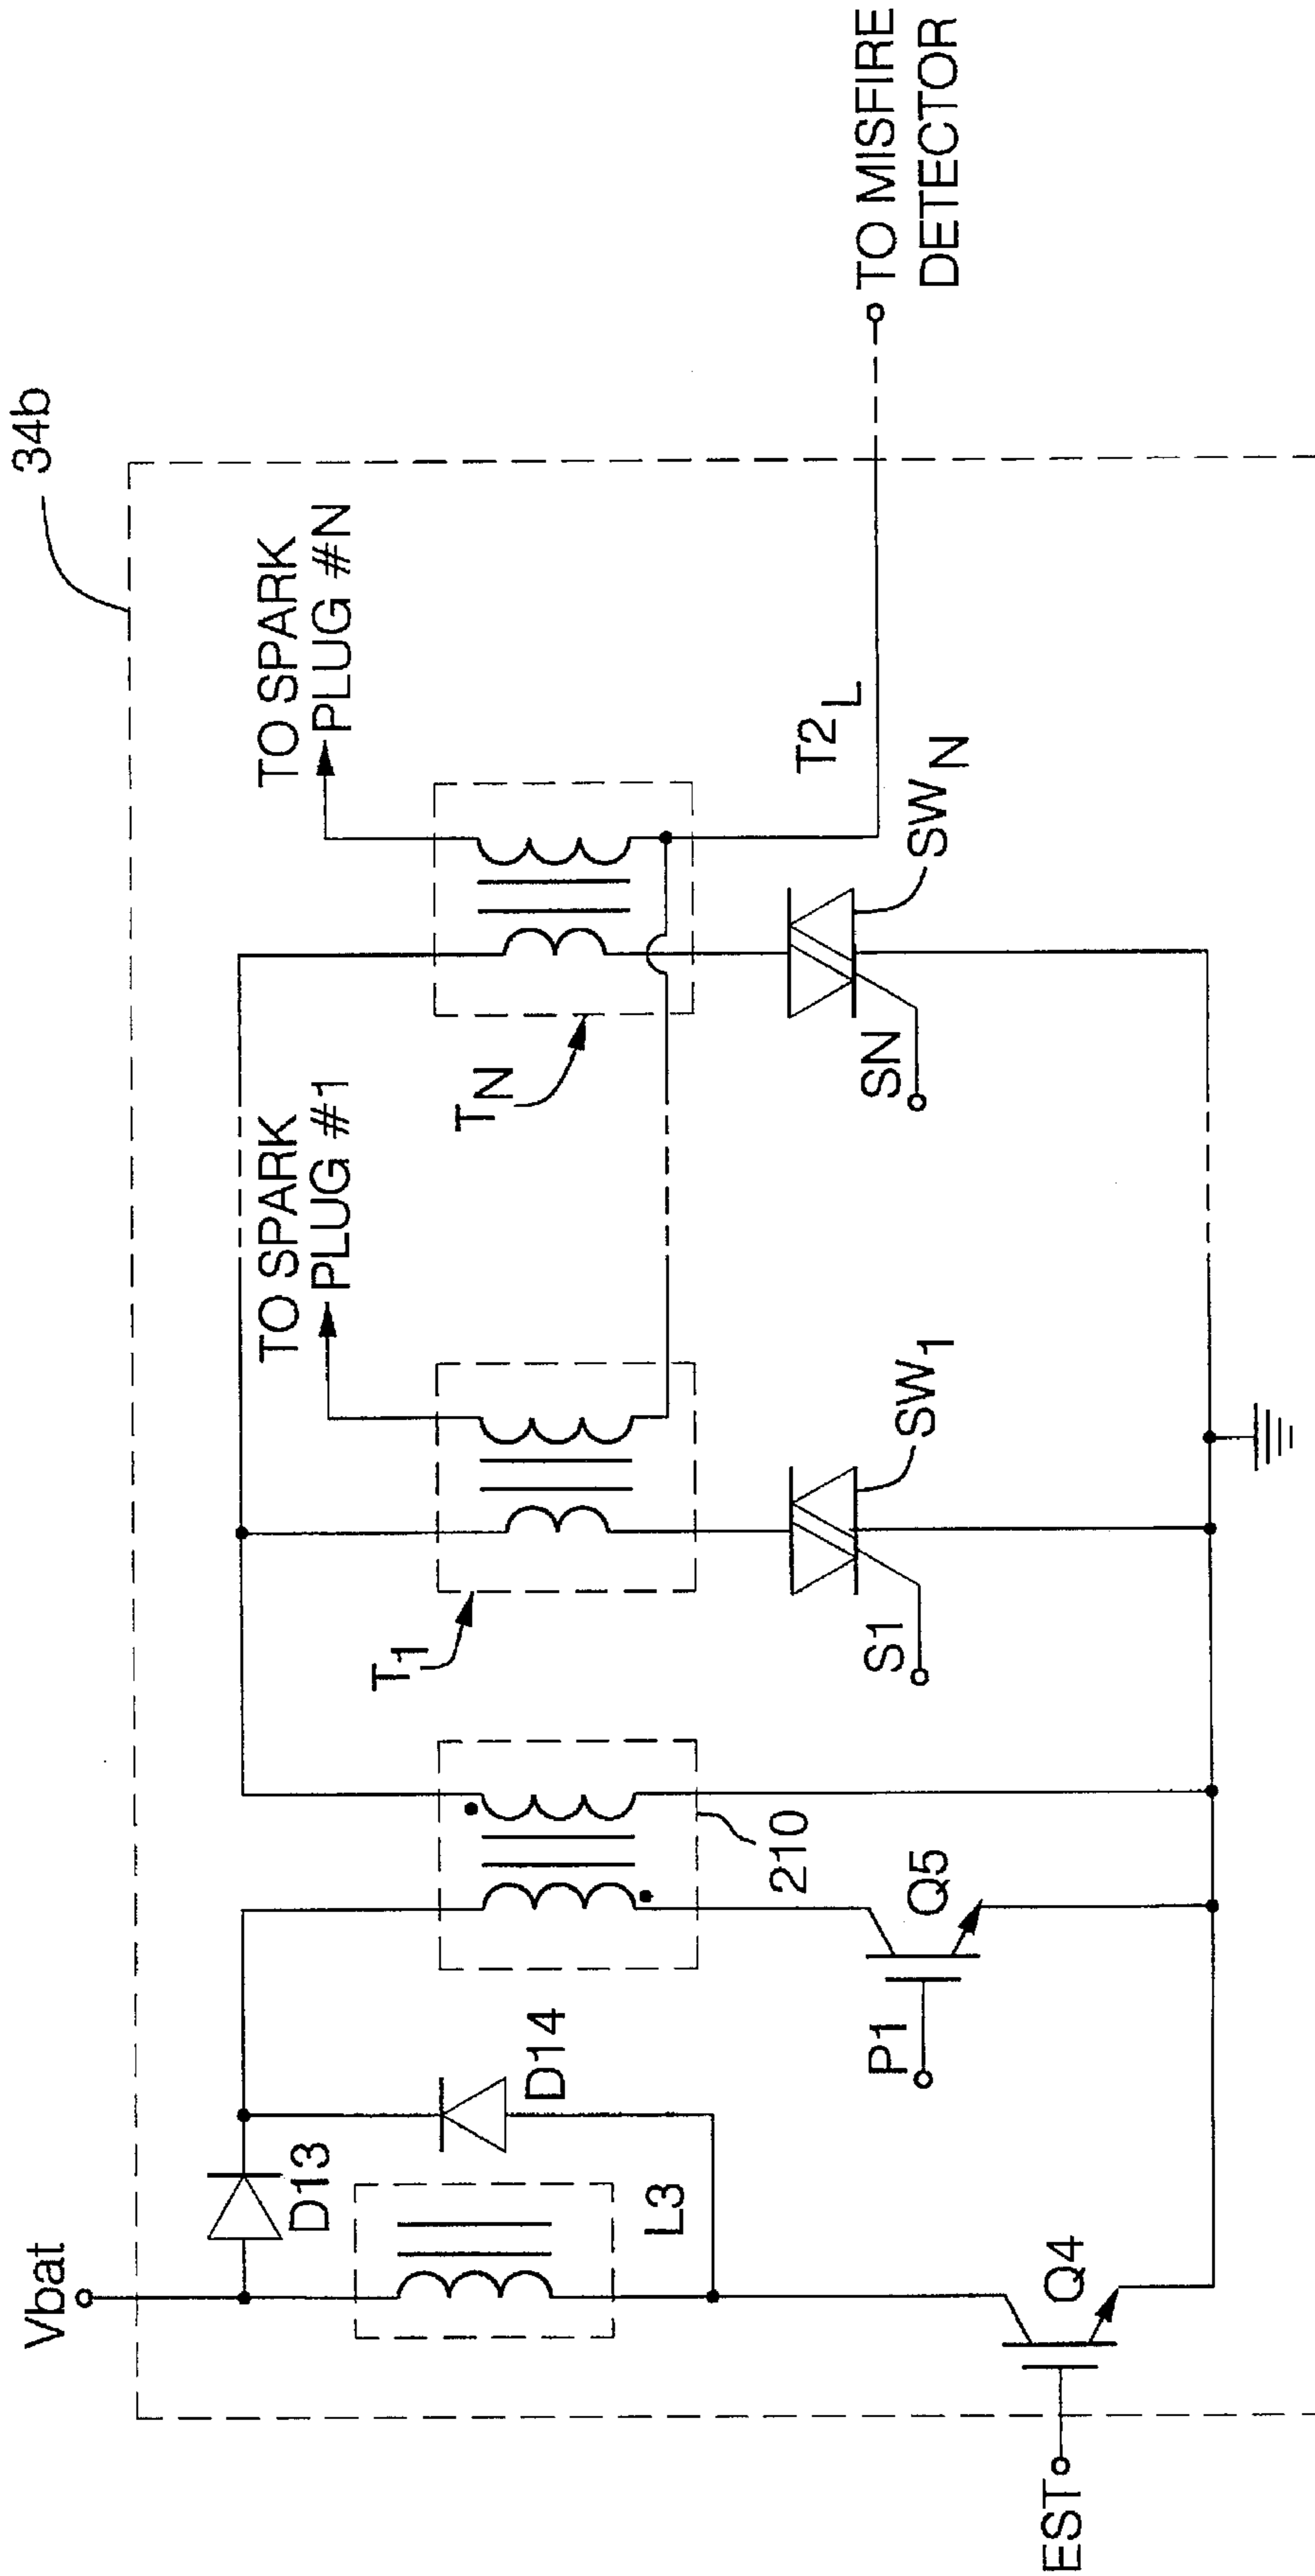 34b
Vbat
TO SPARK
PLUG #1
TO SPARK
PLUG #N
D13
D14
L3
210
T1
TN
T2L
TO MISFIRE
DETECTOR
P1
Q5
S1
SW1
SN
SWN
EST
Q4